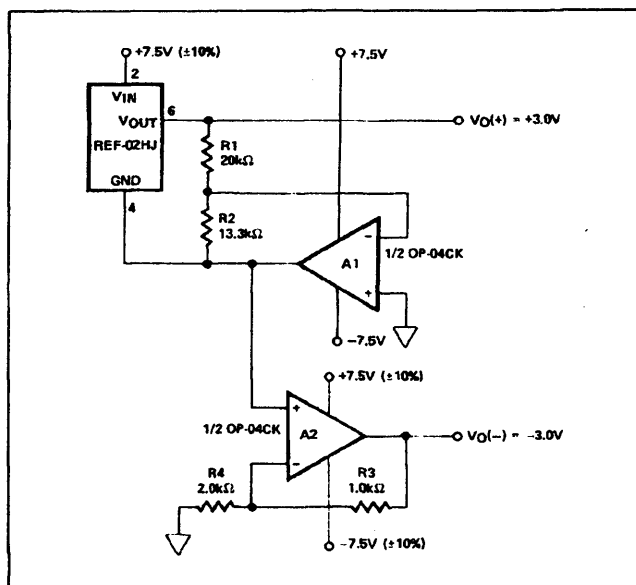 +7.5V (±10%)
2
VIN
VOUT
REF-02HJ
GND
6
4
R1
20kΩ
R2
13.3kΩ
+7.5V
VO(+) = +3.0V
−
A1
+
1/2 OP-04CK
−7.5V
+7.5V (±10%)
1/2 OP-04CK
+
A2
−
VO(−) = −3.0V
R4
2.0kΩ
R3
1.0kΩ
−7.5V (±10%)